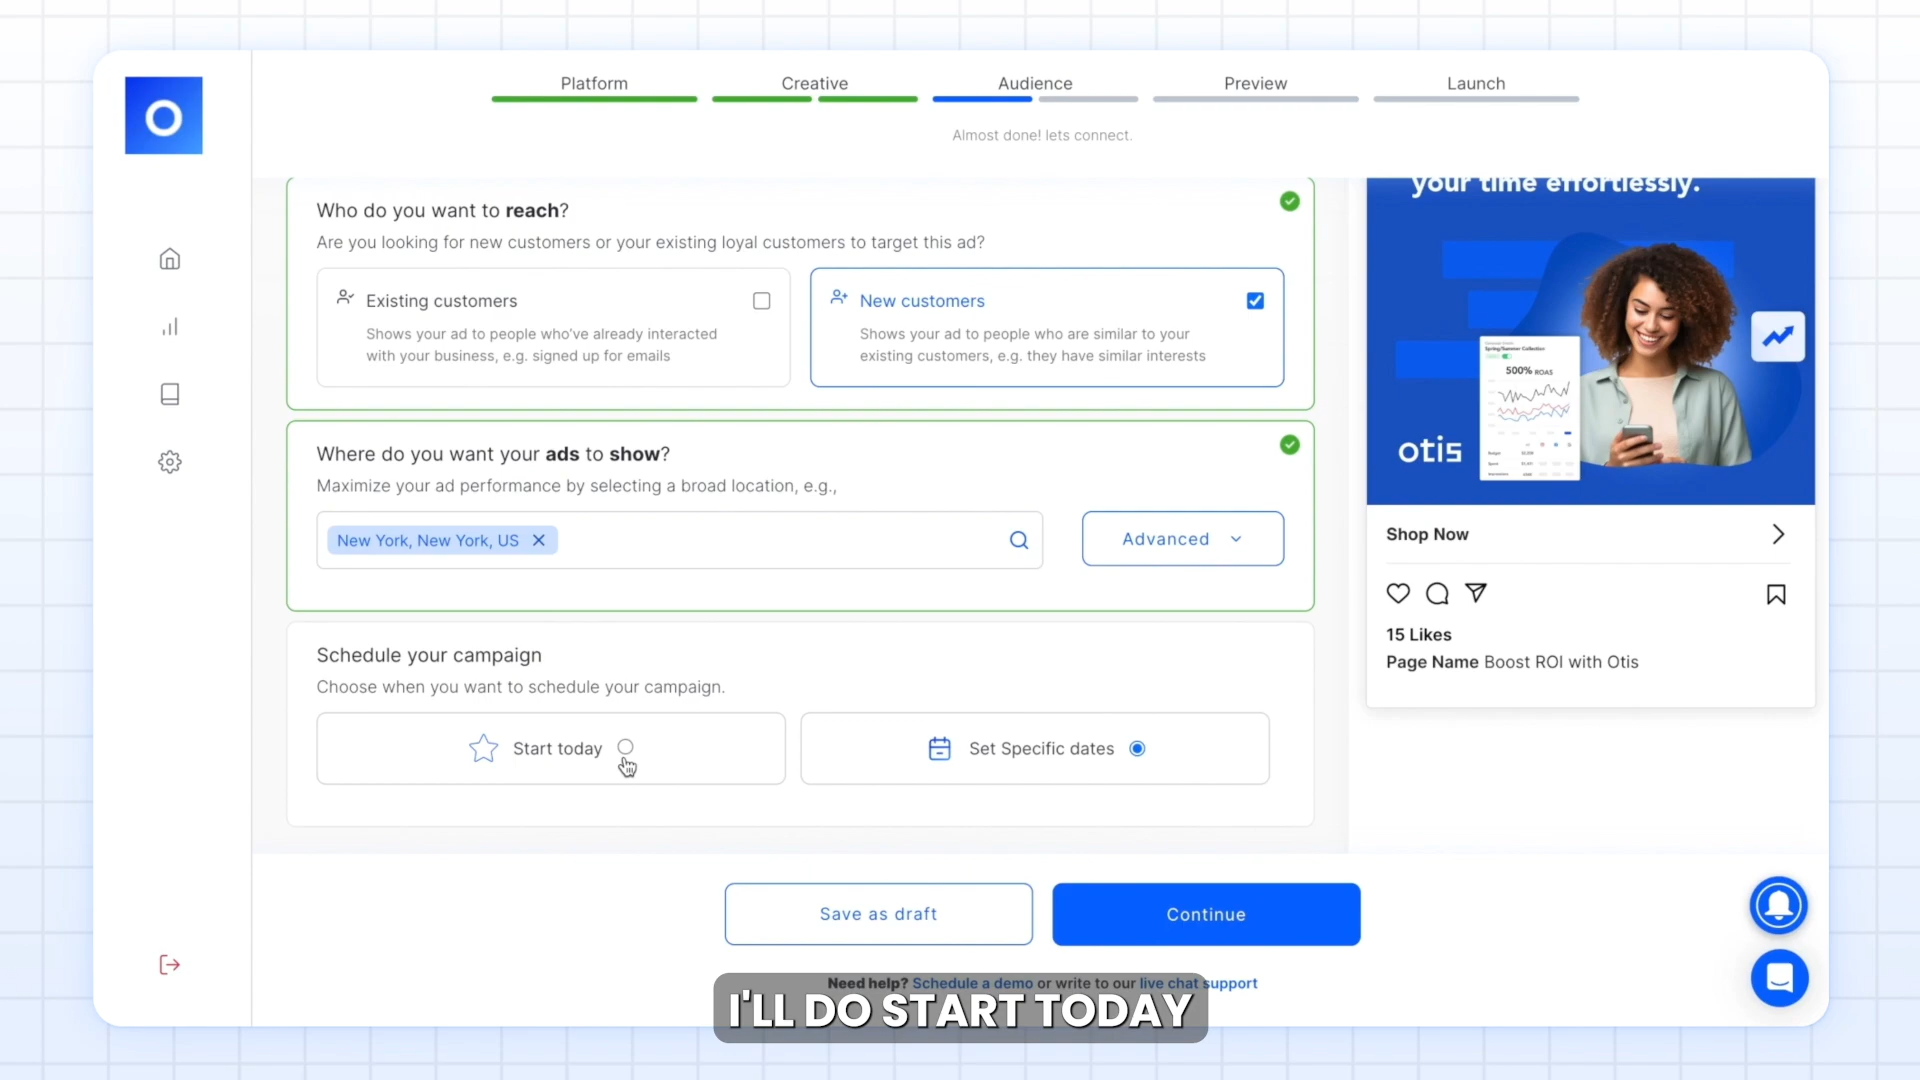 Platform
Creative
Audience
Preview
Launch
Almost done! lets connect.
Who do you want to reach?
Are you looking for new customers or your existing loyal customers to target this ad?
Existing customers
Shows your ad to people who've already interacted
with your business, e.g. signed up for emails
New customers
Shows your ad to people who are similar to your
existing customers, e.g. they have similar interests
Where do you want your ads to show?
Maximize your ad performance by selecting a broad location, e.g.,
New York, New York, US
Advanced
Schedule your campaign
Choose when you want to schedule your campaign.
Start today
Set Specific dates
your time effortlessly.
Spring/Summer Collection
500% ROAS
otis
Shop Now
15 Likes
Page Name Boost ROI with Otis
Save as draft
Continue
Need help? Schedule a demo or write to our live chat support
I'LL DO START TODAY